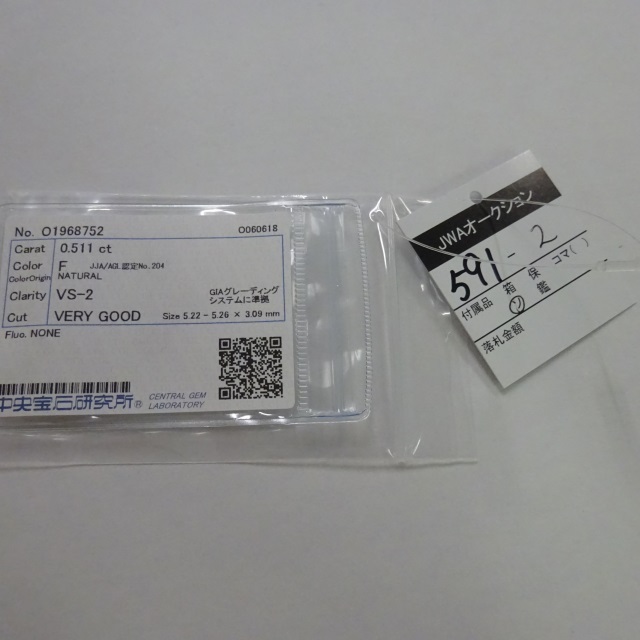 No. O1968752 O060618
Carat 0.511 ct
Color F JJA/AGL認定No.204
ColorOrigin NATURAL
Clarity VS-2 GIAグレーディングシステムに準拠
Cut VERY GOOD Size 5.22 - 5.26 × 3.09 mm
Fluo. NONE
中央宝石研究所® CENTRAL GEM LABORATORY
JWAオークション
591-2
付属品 箱 保 コマ( )
ソ 鑑
落札金額